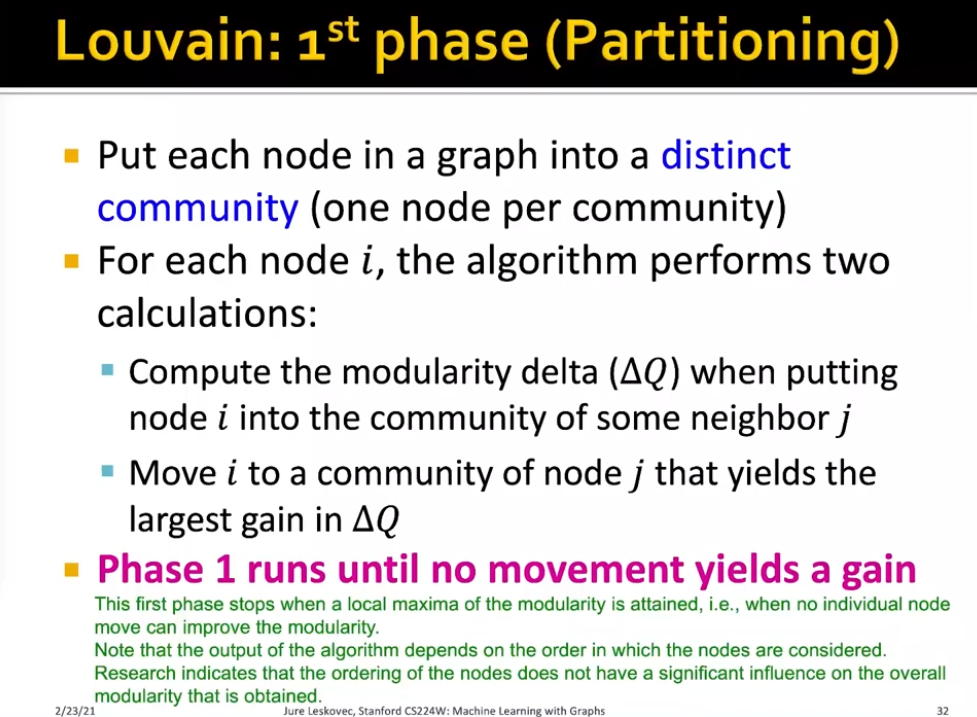 Louvain: 1st phase (Partitioning)
▪ Put each node in a graph into a distinct
community (one node per community)
▪ For each node i, the algorithm performs two
calculations:
▪ Compute the modularity delta (∆Q) when putting
node i into the community of some neighbor j
▪ Move i to a community of node j that yields the
largest gain in ∆Q
▪ Phase 1 runs until no movement yields a gain
This first phase stops when a local maxima of the modularity is attained, i.e., when no individual node
move can improve the modularity.
Note that the output of the algorithm depends on the order in which the nodes are considered.
Research indicates that the ordering of the nodes does not have a significant influence on the overall
modularity that is obtained.
2/23/21 Jure Leskovec, Stanford CS224W: Machine Learning with Graphs 32